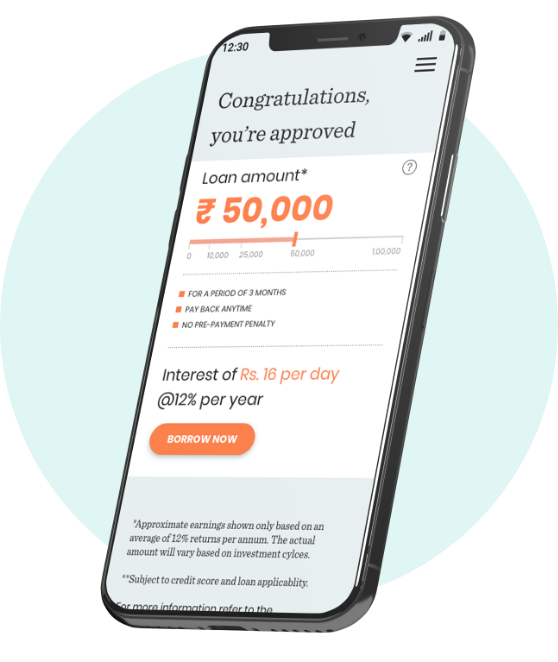 12:30
Congratulations,
you're approved
Loan amount*
?
₹ 50,000
0 10,000 25,000 50,000 1,00,000
FOR A PERIOD OF 3 MONTHS
PAY BACK ANYTIME
NO PRE-PAYMENT PENALTY
Interest of Rs. 16 per day
@12% per year
BORROW NOW
*Approximate earnings shown only based on an
average of 12% returns per annum. The actual
amount will vary based on investment cylces.
**Subject to credit score and loan applicablity.
For more information refer to the